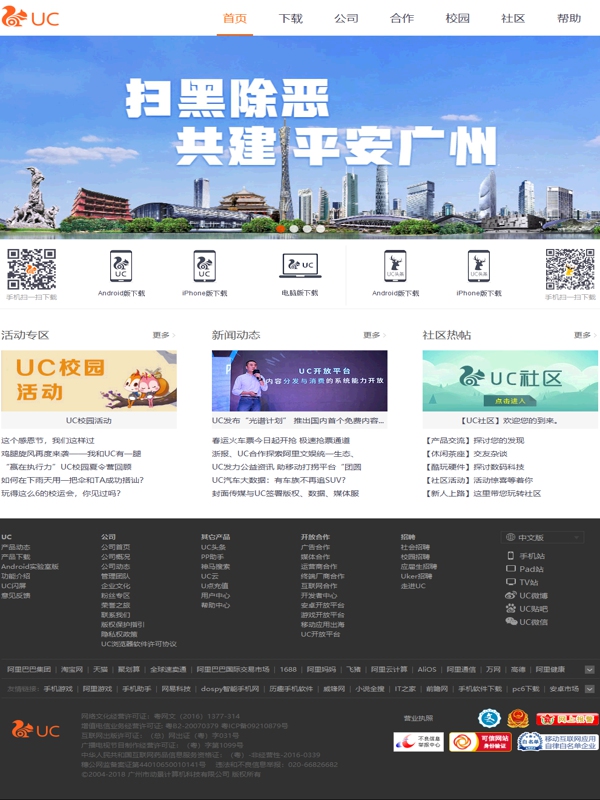 UC
首页 下载 公司 合作 校园 社区 帮助
扫黑除恶
共建平安广州
手机扫一扫下载 Android版下载 iPhone版下载 电脑版下载 Android版下载 iPhone版下载 手机扫一扫下载
UC UC UC UC头条 UC头条
活动专区 更多
UC校园
活动
UC校园活动
这个感恩节，我们这样过
鸡腿旋风再度来袭——我和UC有一腿
“赢在执行力”UC校园夏令营回顾
如何在下雨天用一把伞和TA成功搭讪？
玩得这么6的校运会，你见过吗？
新闻动态 更多
UC开放平台
内容分发与消费的系统能力开放
UC发布“光谱计划” 推出国内首个免费内容...
春运火车票今日起开抢 极速抢票通道
浙报、UC合作探索阿里文娱统一生态、
UC发力公益资讯 助移动打拐平台“团圆
UC汽车大数据：有车族不再追SUV？
封面传媒与UC签署版权、数据、媒体服
社区热帖 更多
UC社区
点击进入
【UC社区】欢迎您的到来。
【产品交流】探讨您的发现
【休闲茶座】交友杂谈
【酷玩硬件】探讨数码科技
【社区活动】活动惊喜等着你
【新人上路】这里带您玩转社区
UC
产品动态
产品下载
Android实验室版
功能介绍
UC闪屏
意见反馈
公司
公司首页
公司概况
公司动态
管理团队
企业文化
粉丝专区
荣誉之旅
联系我们
版权保护指引
隐私权政策
UC浏览器软件许可协议
其它产品
UC头条
PP助手
神马搜索
UC云
U点充值
用户中心
帮助中心
开放合作
广告合作
媒体合作
运营商合作
终端厂商合作
互联网合作
开发者中心
安卓开放平台
游戏开放平台
移动应用出海
UC开放平台
招聘
社会招聘
校园招聘
应届生招聘
Uker招聘
走进UC
中文版
手机站
Pad站
TV站
UC微博
UC贴吧
UC微信
阿里巴巴集团 | 淘宝网 | 天猫 | 聚划算 | 全球速卖通 | 阿里巴巴国际交易市场 | 1688 | 阿里妈妈 | 飞猪 | 阿里云计算 | AliOS | 阿里通信 | 万网 | 高德 | 阿里健康
友情链接： 手机游戏 | 阿里游戏 | 手机助手 | 网易科技 | dospy智能手机网 | 历趣手机软件 | 威锋网 | 小说全搜 | IT之家 | 前瞻网 | 手机软件下载 | pc6下载 | 安卓市场
UC
网络文化经营许可证：粤网文（2016）1377-314
增值电信业务经营许可证: 粤B2-20070379 粤ICP备09210879号
互联网出版许可证：（总）网出证（粤）字031号
广播电视节目制作经营许可证：（粤）字第1099号
中华人民共和国互联网药品信息服务资格证：（粤）-非经营性-2016-0339
穗公网监备案证第44010650010141号 违法和不良信息举报：020-66826682
©2004-2018 广州市动景计算机科技有限公司 版权所有
营业执照 网上报警
不良信息
举报中心
可信网站
身份验证
移动互联网应用
自律白名单企业